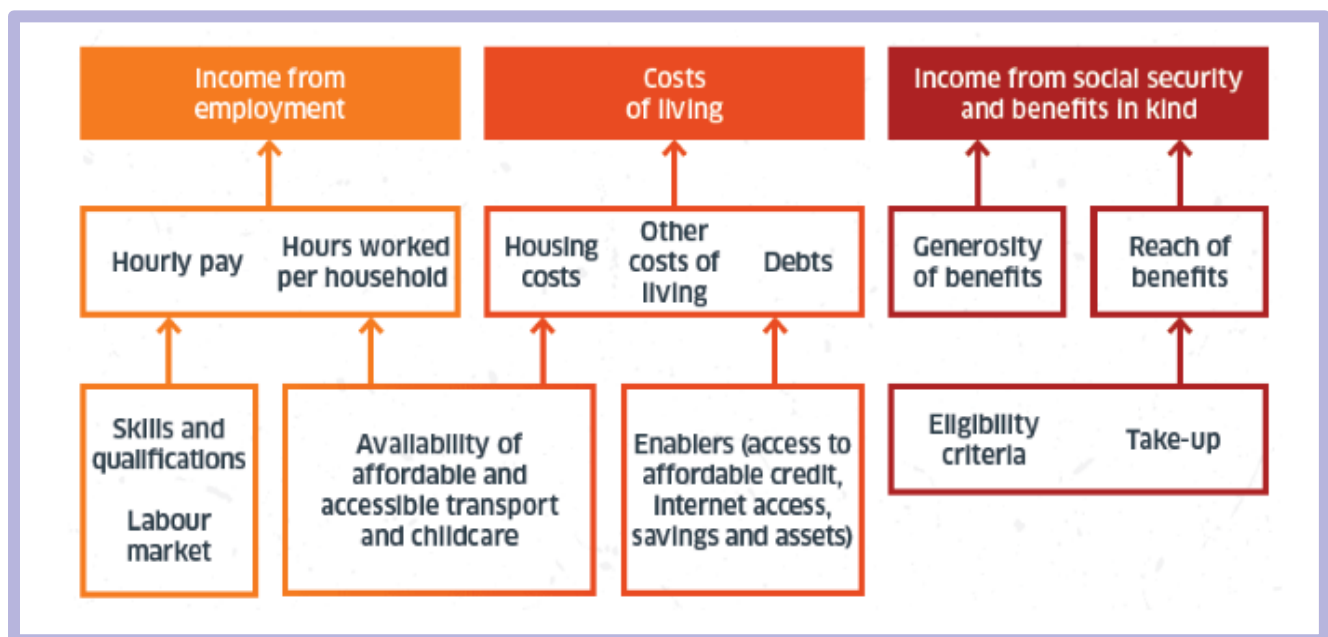 Income from
employment
Costs
of living
Income from social security
and benefits in kind
Hourly pay
Hours worked
per household
Housing
costs
Other
costs of
living
Debts
Generosity
of benefits
Reach of
benefits
Skills and
qualifications
Labour
market
Availability of
affordable and
accessible transport
and childcare
Enablers (access to
affordable credit,
Internet access,
savings and assets)
Eligibility
criteria
Take-up